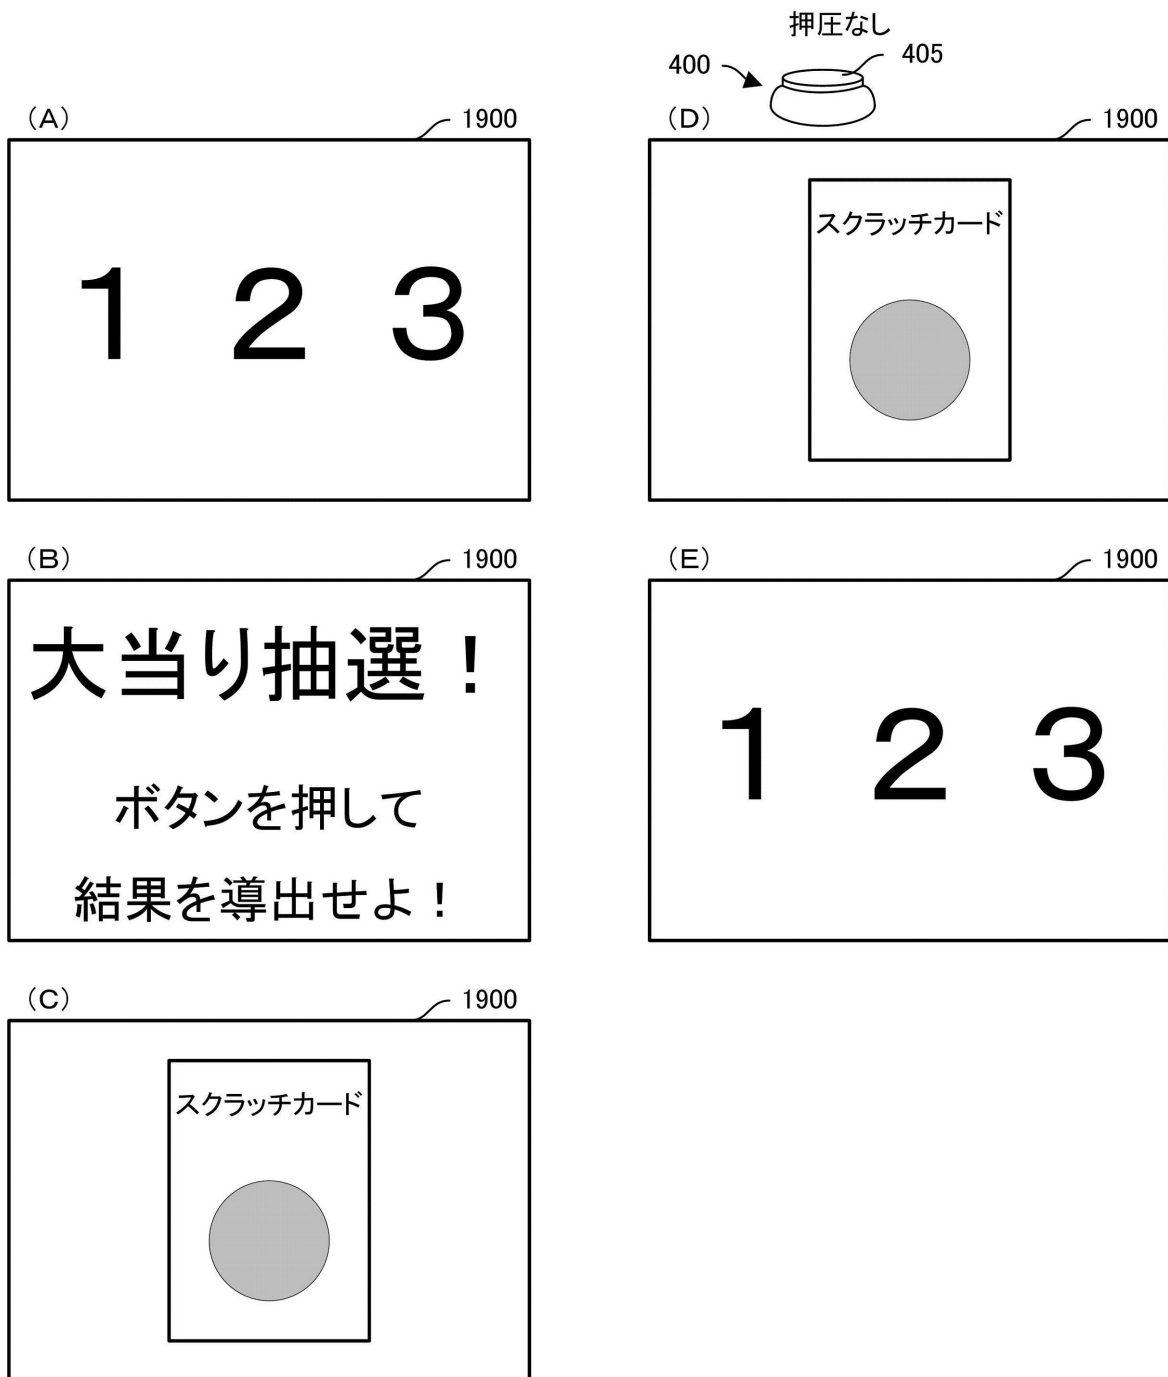 (A)
1900
1 2 3
(B)
1900
大当り抽選！
ボタンを押して
結果を導出せよ！
(C)
1900
スクラッチカード
押圧なし
400
405
(D)
1900
スクラッチカード
(E)
1900
1 2 3